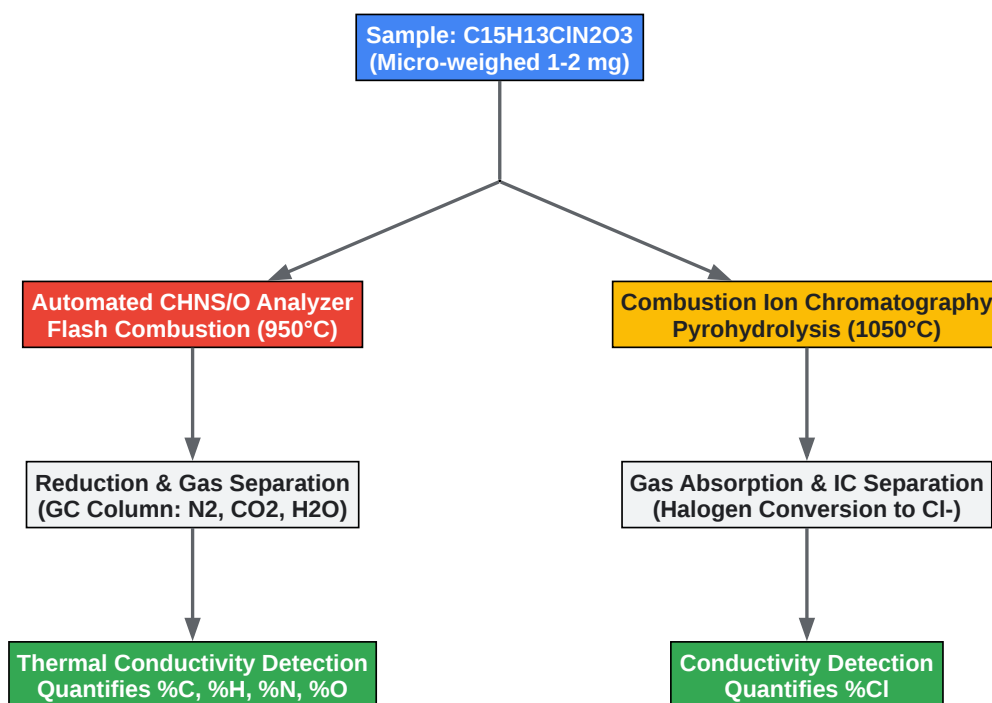 Sample: C15H13ClN2O3
(Micro-weighed 1-2 mg)
Automated CHNS/O Analyzer
Flash Combustion (950°C)
Combustion Ion Chromatography
Pyrohydrolysis (1050°C)
Reduction & Gas Separation
(GC Column: N2, CO2, H2O)
Gas Absorption & IC Separation
(Halogen Conversion to Cl-)
Thermal Conductivity Detection
Quantifies %C, %H, %N, %O
Conductivity Detection
Quantifies %Cl